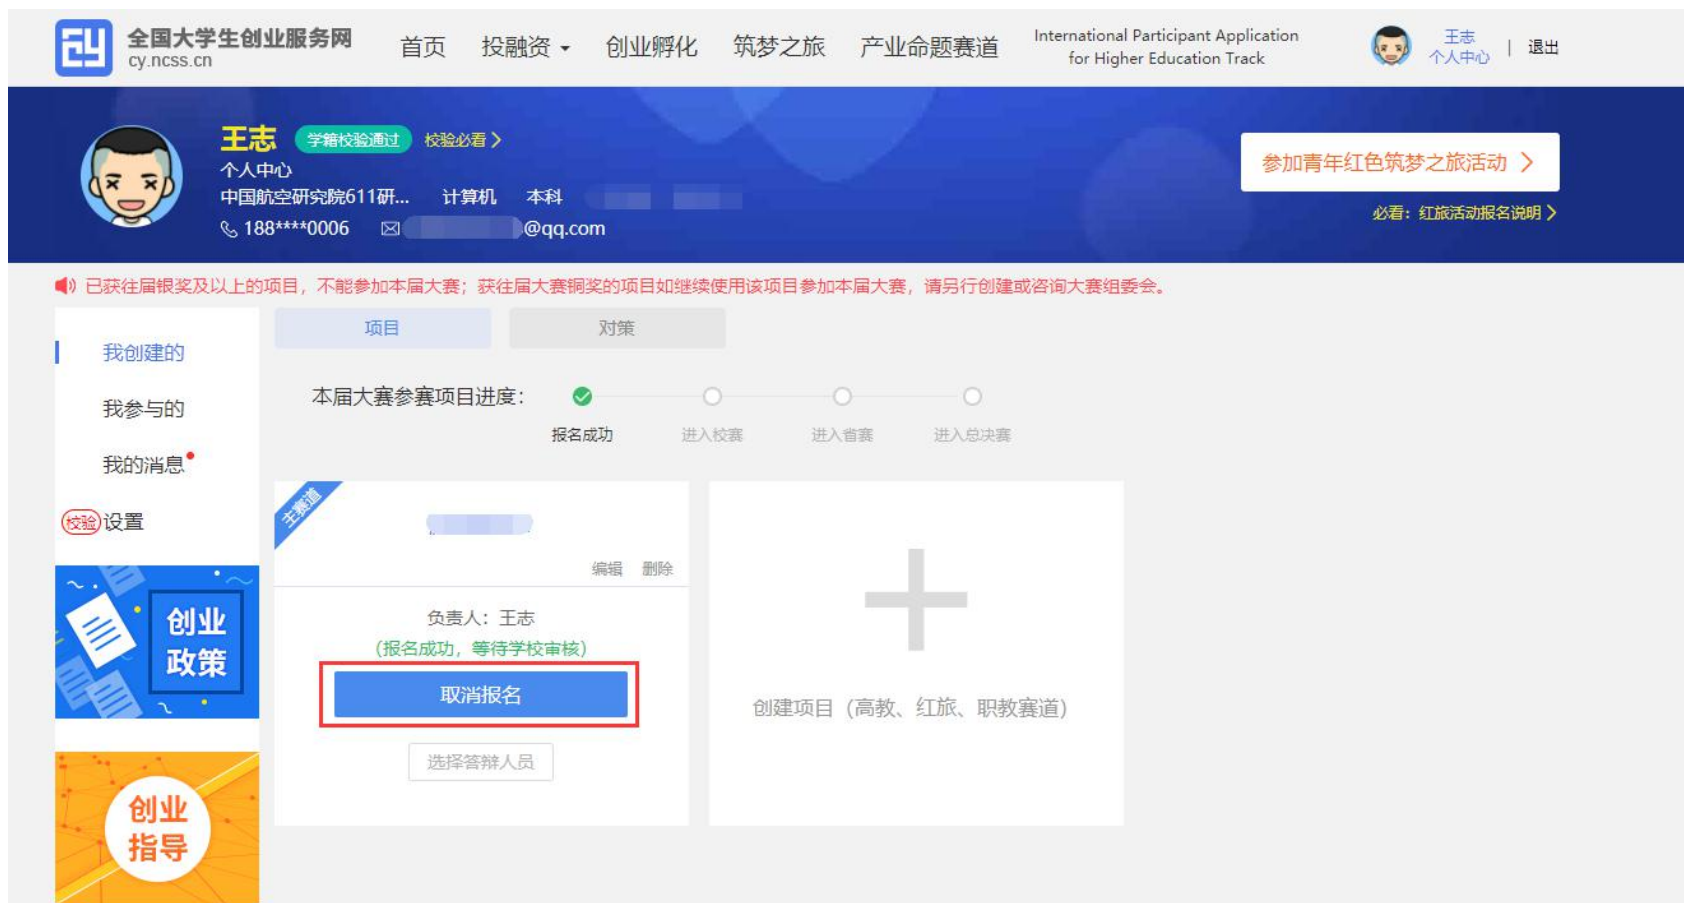 全国大学生创业服务网
cy.ncss.cn
首页 投融资 创业孵化 筑梦之旅 产业命题赛道
International Participant Application
for Higher Education Track
王志
个人中心
退出
王志 学籍校验通过 校验必看
个人中心
中国航空研究院611研... 计算机 本科
188****0006 @qq.com
参加青年红色筑梦之旅活动
必看：红旅活动报名说明
已获往届银奖及以上的项目，不能参加本届大赛；获往届大赛铜奖的项目如继续使用该项目参加本届大赛，请另行创建或咨询大赛组委会。
我创建的
我参与的
我的消息
校验 设置
创业
政策
创业
指导
项目 对策
本届大赛参赛项目进度：
报名成功 进入校赛 进入省赛 进入总决赛
主赛道
编辑 删除
负责人：王志
（报名成功，等待学校审核）
取消报名
选择答辩人员
创建项目（高教、红旅、职教赛道）